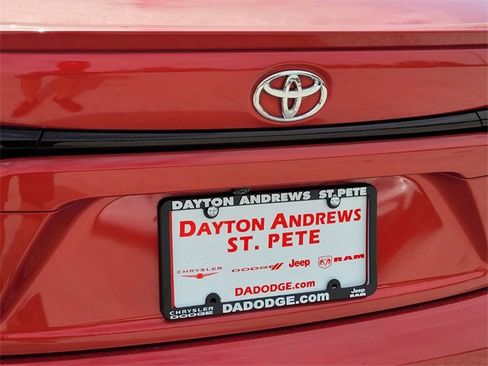 DAYTON ANDREWS ST. PETE
DAYTON ANDREWS
ST. PETE
CHRYSLER DODGE Jeep RAM
DADODGE.com
CHRYSLER Jeep
DODGE DADODGE.com RAM